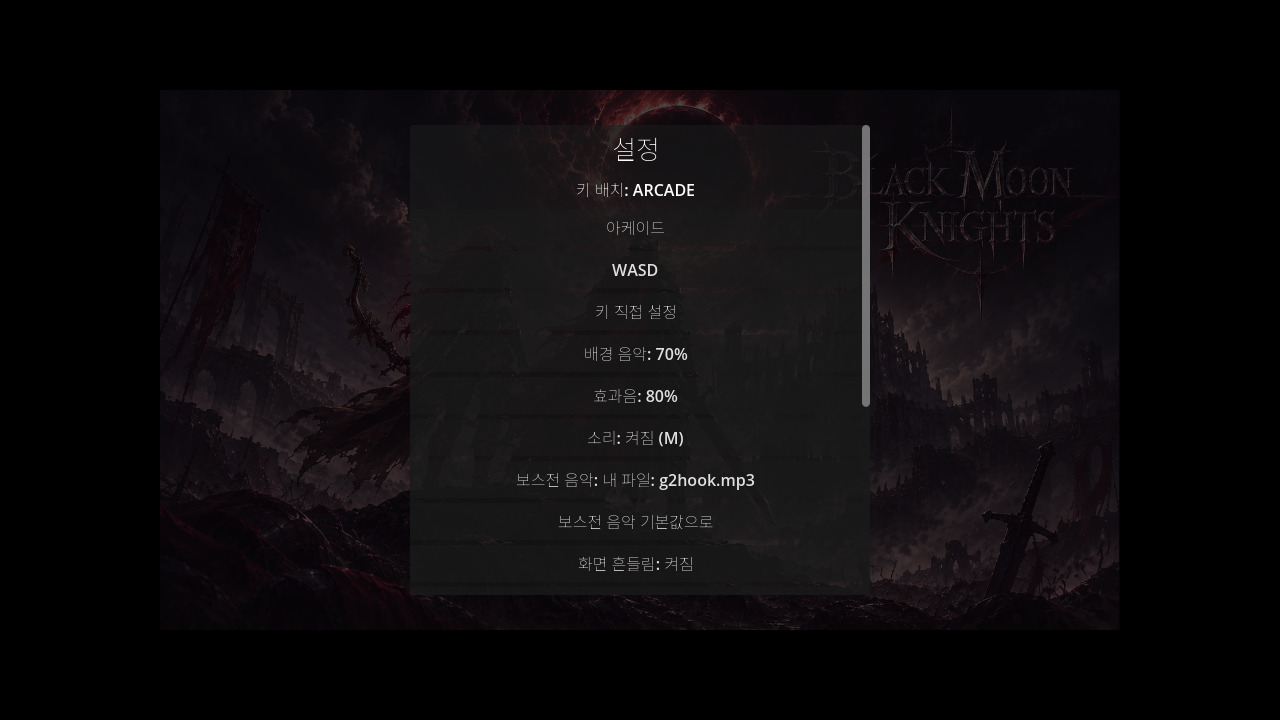 설정
키 배치: ARCADE
아케이드
WASD
키 직접 설정
배경 음악: 70%
효과음: 80%
소리: 켜짐 (M)
보스전 음악: 내 파일: g2hook.mp3
보스전 음악 기본값으로
화면 흔들림: 켜짐
BLACK MOON
KNIGHTS